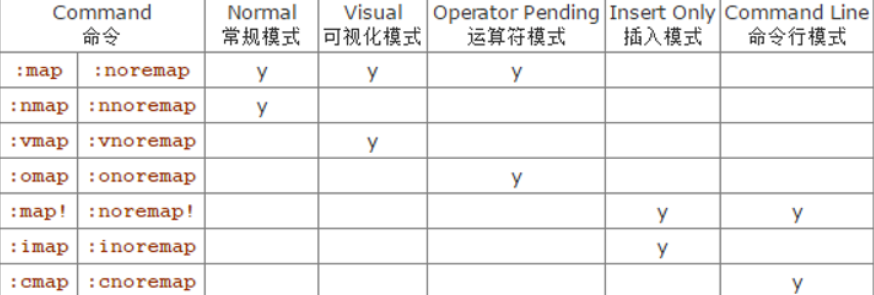 Command Normal Visual Operator Pending Insert Only Command Line
命令 常规模式 可视化模式 运算符模式 插入模式 命令行模式
:map :noremap y y y
:nmap :nnoremap y
:vmap :vnoremap y
:omap :onoremap y
:map! :noremap! y y
:imap :inoremap y
:cmap :cnoremap y